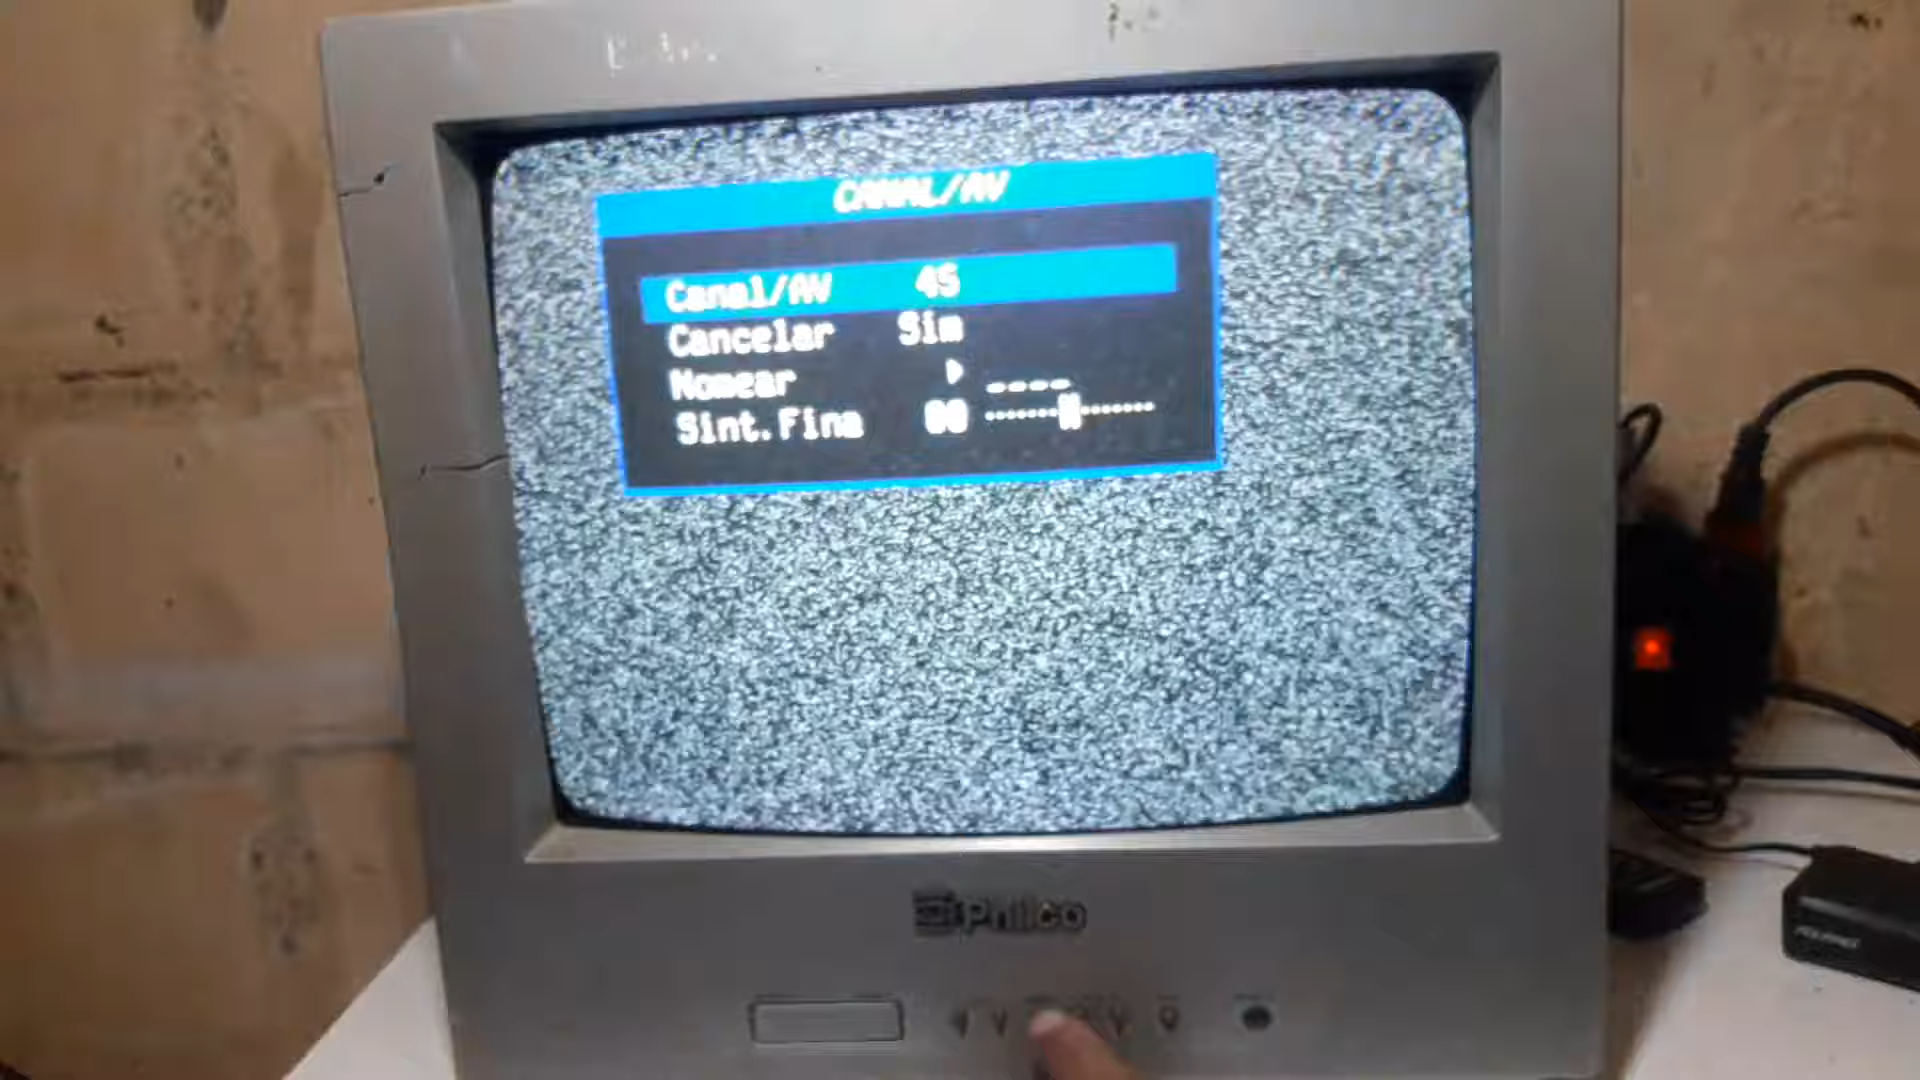 CANAL/AV
Canal/AV 45
Cancelar Sim
Nomear ----
Sint.Fina 00
Philco